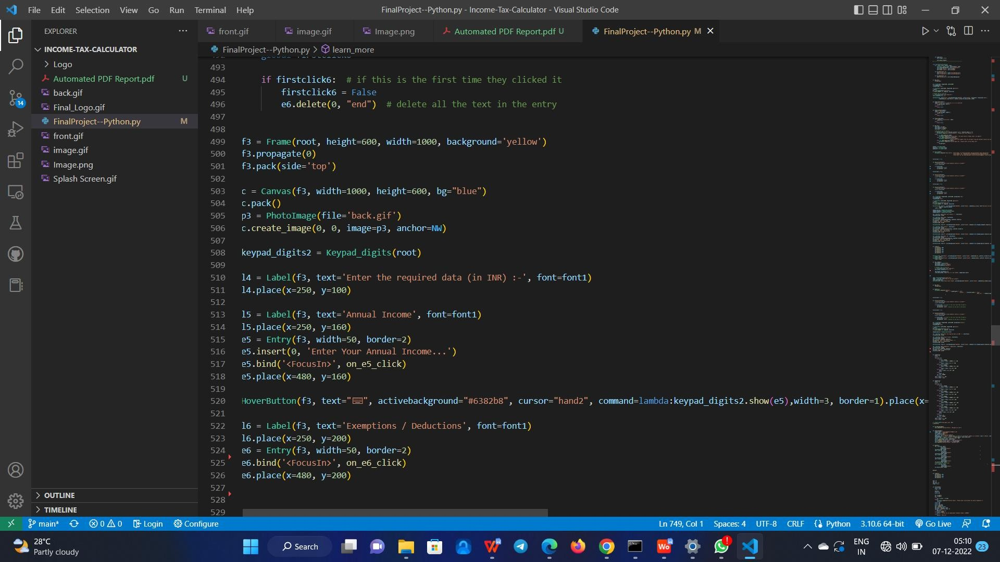 File Edit Selection View Go Run Terminal Help
FinalProject--Python.py - Income-Tax-Calculator - Visual Studio Code
EXPLORER
front.gif
image.gif
Image.png
Automated PDF Report.pdf U
FinalProject--Python.py M
INCOME-TAX-CALCULATOR
Logo
Automated PDF Report.pdf U
back.gif
Final_Logo.gif
FinalProject--Python.py M
front.gif
image.gif
Image.png
Splash Screen.gif
OUTLINE
TIMELINE
14
FinalProject--Python.py > learn_more
493
494 if firstclick6:  # if this is the first time they clicked it
495 firstclick6 = False
496 e6.delete(0, "end")  # delete all the text in the entry
497
498
499 f3 = Frame(root, height=600, width=1000, background='yellow')
500 f3.propagate(0)
501 f3.pack(side='top')
502
503 c = Canvas(f3, width=1000, height=600, bg="blue")
504 c.pack()
505 p3 = PhotoImage(file='back.gif')
506 c.create_image(0, 0, image=p3, anchor=NW)
507
508 keypad_digits2 = Keypad_digits(root)
509
510 l4 = Label(f3, text='Enter the required data (in INR) :-', font=font1)
511 l4.place(x=250, y=100)
512
513 l5 = Label(f3, text='Annual Income', font=font1)
514 l5.place(x=250, y=160)
515 e5 = Entry(f3, width=50, border=2)
516 e5.insert(0, 'Enter Your Annual Income...')
517 e5.bind('<FocusIn>', on_e5_click)
518 e5.place(x=480, y=160)
519
520 HoverButton(f3, text="⌨", activebackground="#6382b8", cursor="hand2", command=lambda:keypad_digits2.show(e5),width=3, border=1).place(x=
521
522 l6 = Label(f3, text='Exemptions / Deductions', font=font1)
523 l6.place(x=250, y=200)
524 e6 = Entry(f3, width=50, border=2)
525 e6.bind('<FocusIn>', on_e6_click)
526 e6.place(x=480, y=200)
527
528
529
main* 0 0 Login Configure
Ln 749, Col 1 Spaces: 4 UTF-8 CRLF Python 3.10.6 64-bit Go Live
28°C
Partly cloudy
Search
ENG
IN
05:10
07-12-2022
23